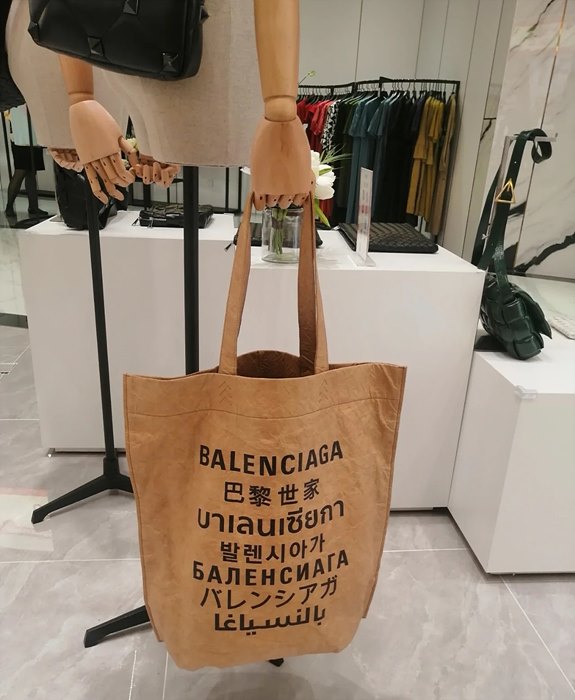 BALENCIAGA
巴黎世家
บาเลนเซียกา
발렌시아가
БАЛЕНСИАГА
バレンシアガ
بالنسياغا